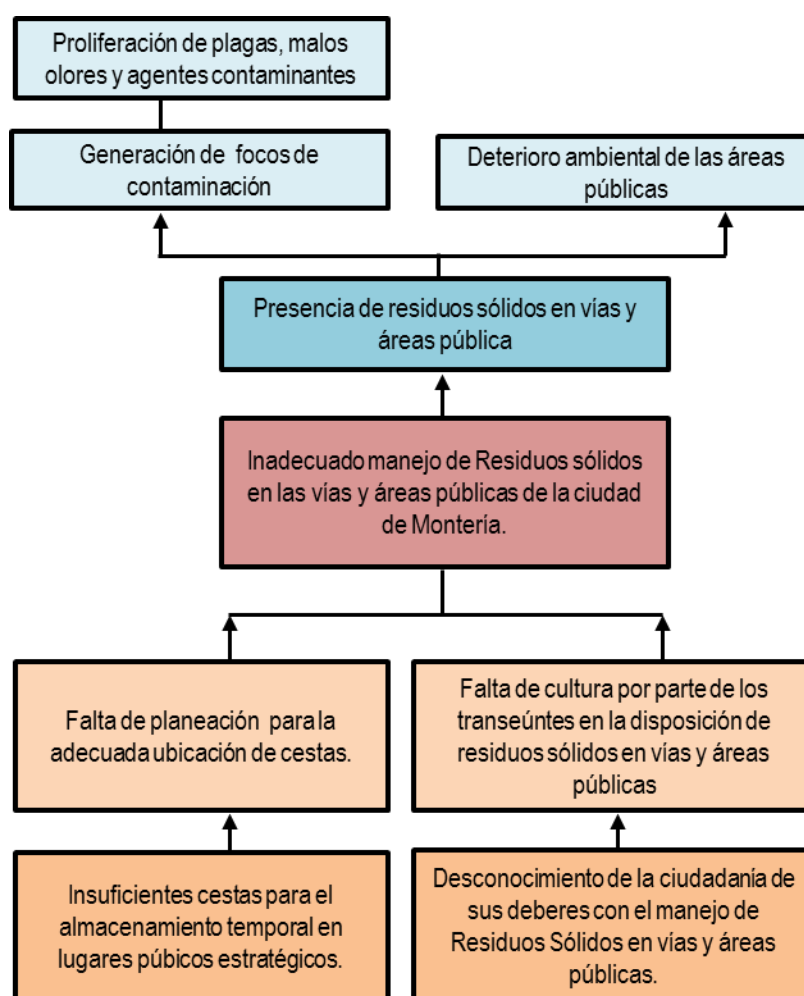 Proliferación de plagas, malos
olores y agentes contaminantes
Generación de focos de
contaminación
Deterioro ambiental de las áreas
públicas
Presencia de residuos sólidos en vías y
áreas pública
Inadecuado manejo de Residuos sólidos
en las vías y áreas públicas de la ciudad
de Montería.
Falta de planeación para la
adecuada ubicación de cestas.
Falta de cultura por parte de los
transeúntes en la disposición de
residuos sólidos en vías y áreas
públicas
Insuficientes cestas para el
almacenamiento temporal en
lugares púbicos estratégicos.
Desconocimiento de la ciudadanía de
sus deberes con el manejo de
Residuos Sólidos en vías y áreas
públicas.